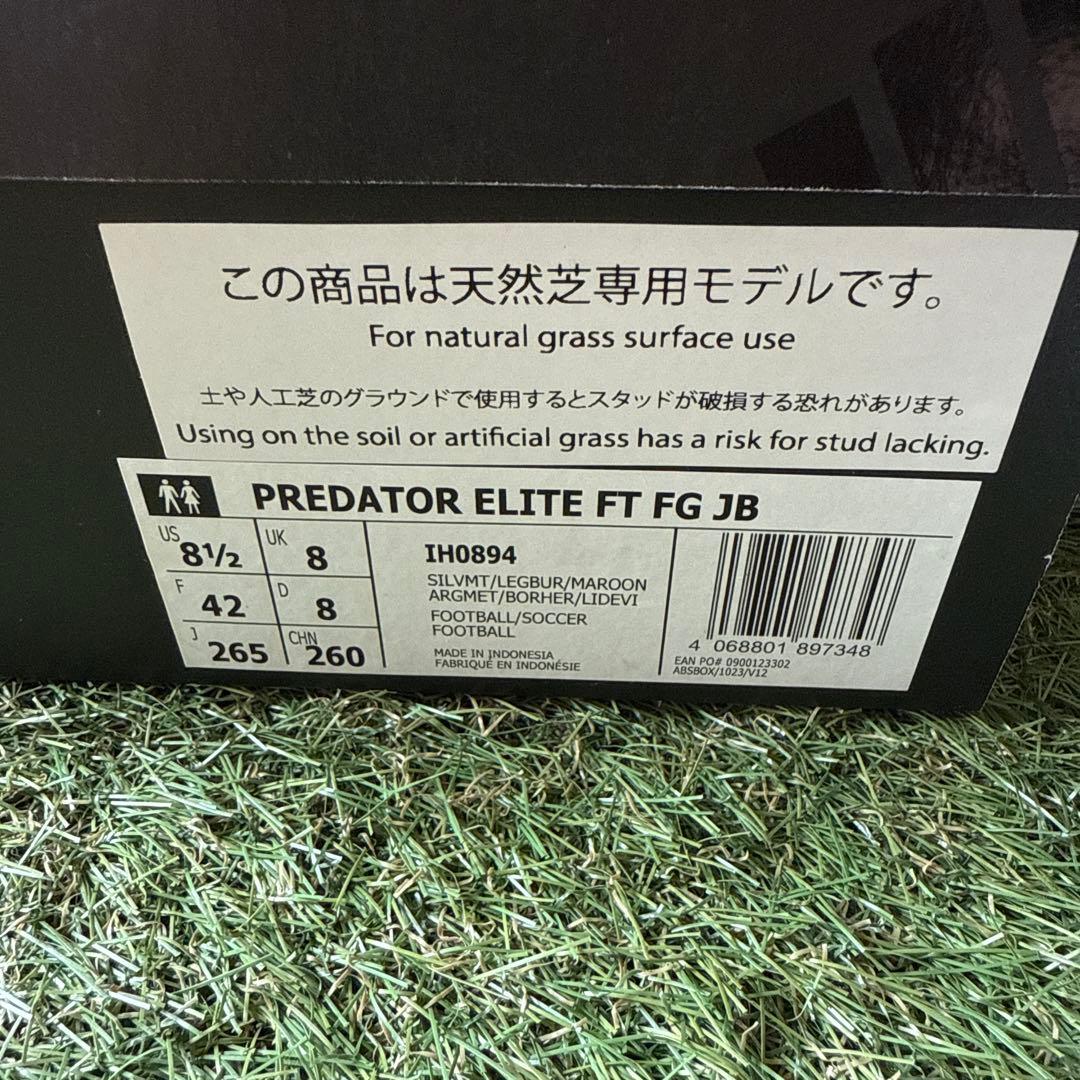 この商品は天然芝専用モデルです。
For natural grass surface use
土や人工芝のグラウンドで使用するとスタッドが破損する恐れがあります。
Using on the soil or artificial grass has a risk for stud lacking.
PREDATOR ELITE FT FG JB
US 8½ UK 8
F 42 D 8
J 265 CHN 260
IH0894
SILVMT/LEGBUR/MAROON
ARGMET/BORHER/LIDEVI
FOOTBALL/SOCCER
FOOTBALL
MADE IN INDONESIA
FABRIQUÉ EN INDONÉSIE
4 068801 897348
EAN PO# 0900123302
ABSBOX/1023/V12